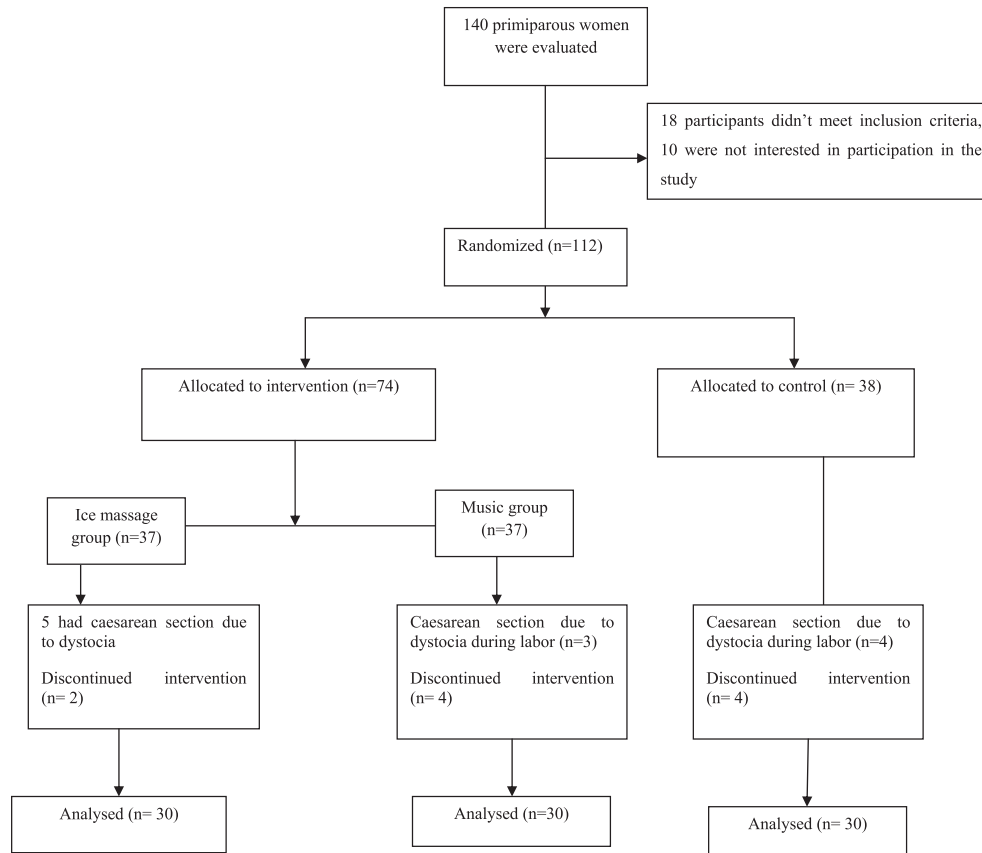 140 primiparous women
were evaluated
18 participants didn’t meet inclusion criteria,
10 were not interested in participation in the
study
Randomized (n=112)
Allocated to intervention (n=74)
Allocated to control (n= 38)
Ice massage
group (n=37)
Music group
(n=37)
5 had caesarean section due
to dystocia
Discontinued intervention
(n= 2)
Caesarean section due to
dystocia during labor (n=3)
Discontinued intervention
(n= 4)
Caesarean section due to
dystocia during labor (n=4)
Discontinued intervention
(n= 4)
Analysed (n= 30)
Analysed (n=30)
Analysed (n= 30)